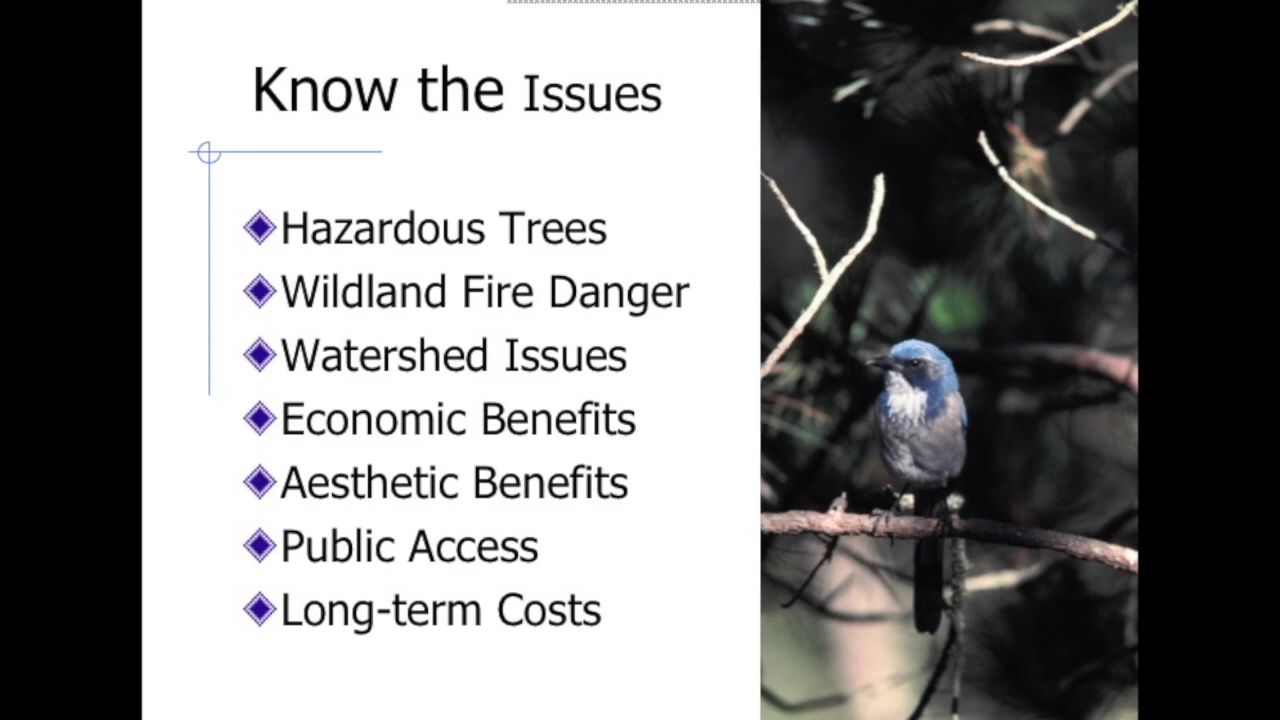 Know the Issues
Hazardous Trees
Wildland Fire Danger
Watershed Issues
Economic Benefits
Aesthetic Benefits
Public Access
Long-term Costs